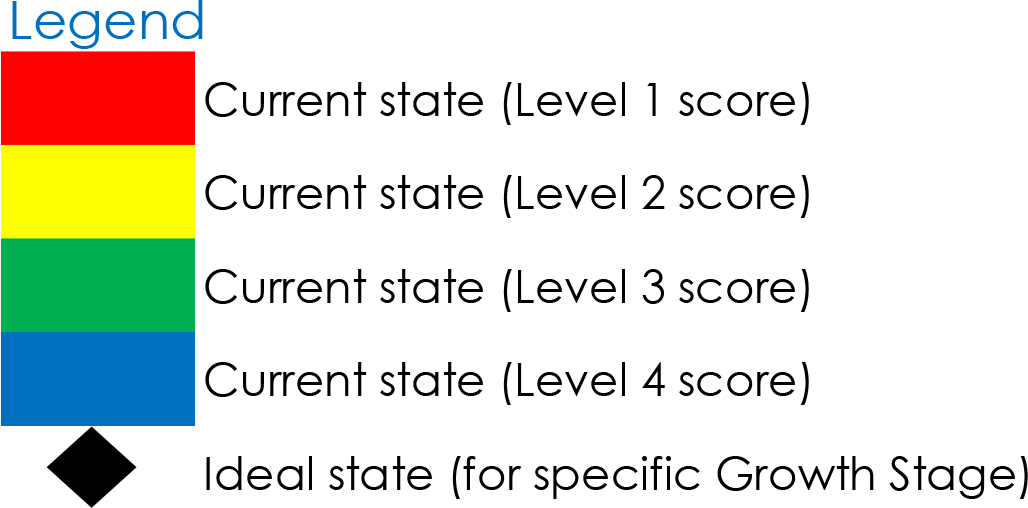 Legend
Current state (Level 1 score)
Current state (Level 2 score)
Current state (Level 3 score)
Current state (Level 4 score)
Ideal state (for specific Growth Stage)